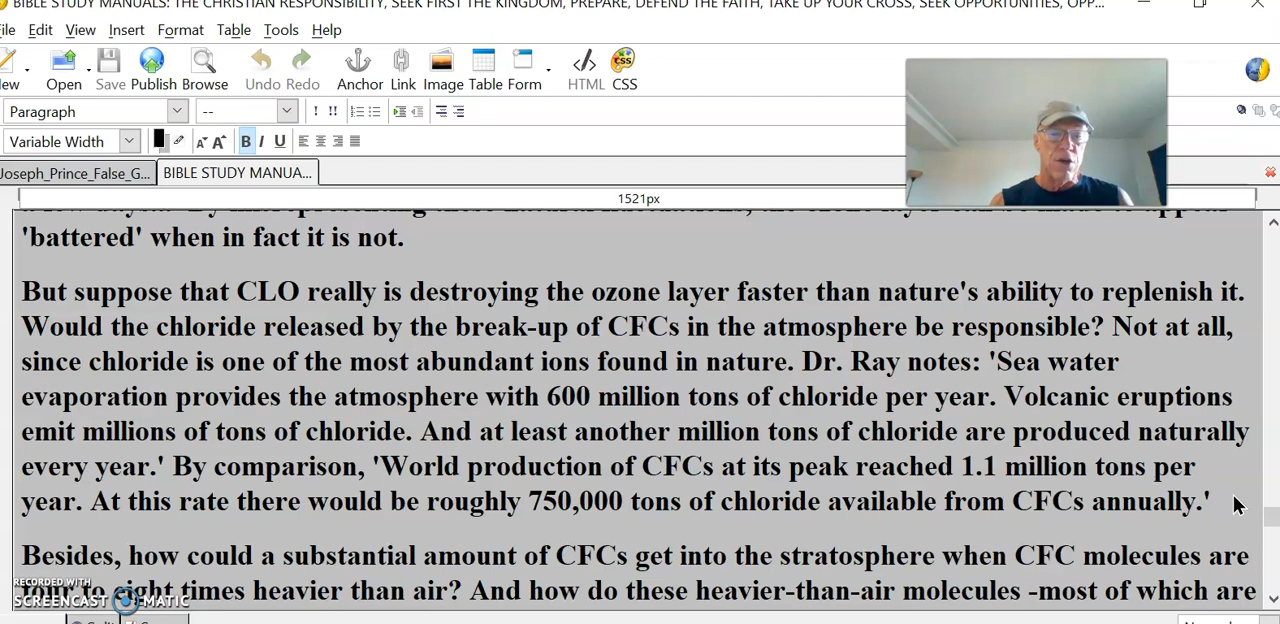 BIBLE STUDY MANUALS: THE CHRISTIAN RESPONSIBILITY, SEEK FIRST THE KINGDOM, PREPARE, DEFEND THE FAITH, TAKE UP YOUR CROSS, SEEK OPPORTUNITIES, OPP...
File Edit View Insert Format Table Tools Help
New Open Save Publish Browse Undo Redo Anchor Link Image Table Form HTML CSS
CSS
Paragraph -- ! !!
Variable Width B I U
Joseph_Prince_False_G... BIBLE STUDY MANUA...
1521px
'battered' when in fact it is not.
But suppose that CLO really is destroying the ozone layer faster than nature's ability to replenish it.
Would the chloride released by the break-up of CFCs in the atmosphere be responsible? Not at all,
since chloride is one of the most abundant ions found in nature. Dr. Ray notes: 'Sea water
evaporation provides the atmosphere with 600 million tons of chloride per year. Volcanic eruptions
emit millions of tons of chloride. And at least another million tons of chloride are produced naturally
every year.' By comparison, 'World production of CFCs at its peak reached 1.1 million tons per
year. At this rate there would be roughly 750,000 tons of chloride available from CFCs annually.'
Besides, how could a substantial amount of CFCs get into the stratosphere when CFC molecules are
four to eight times heavier than air? And how do these heavier-than-air molecules -most of which are
RECORDED WITH
SCREENCAST MATIC